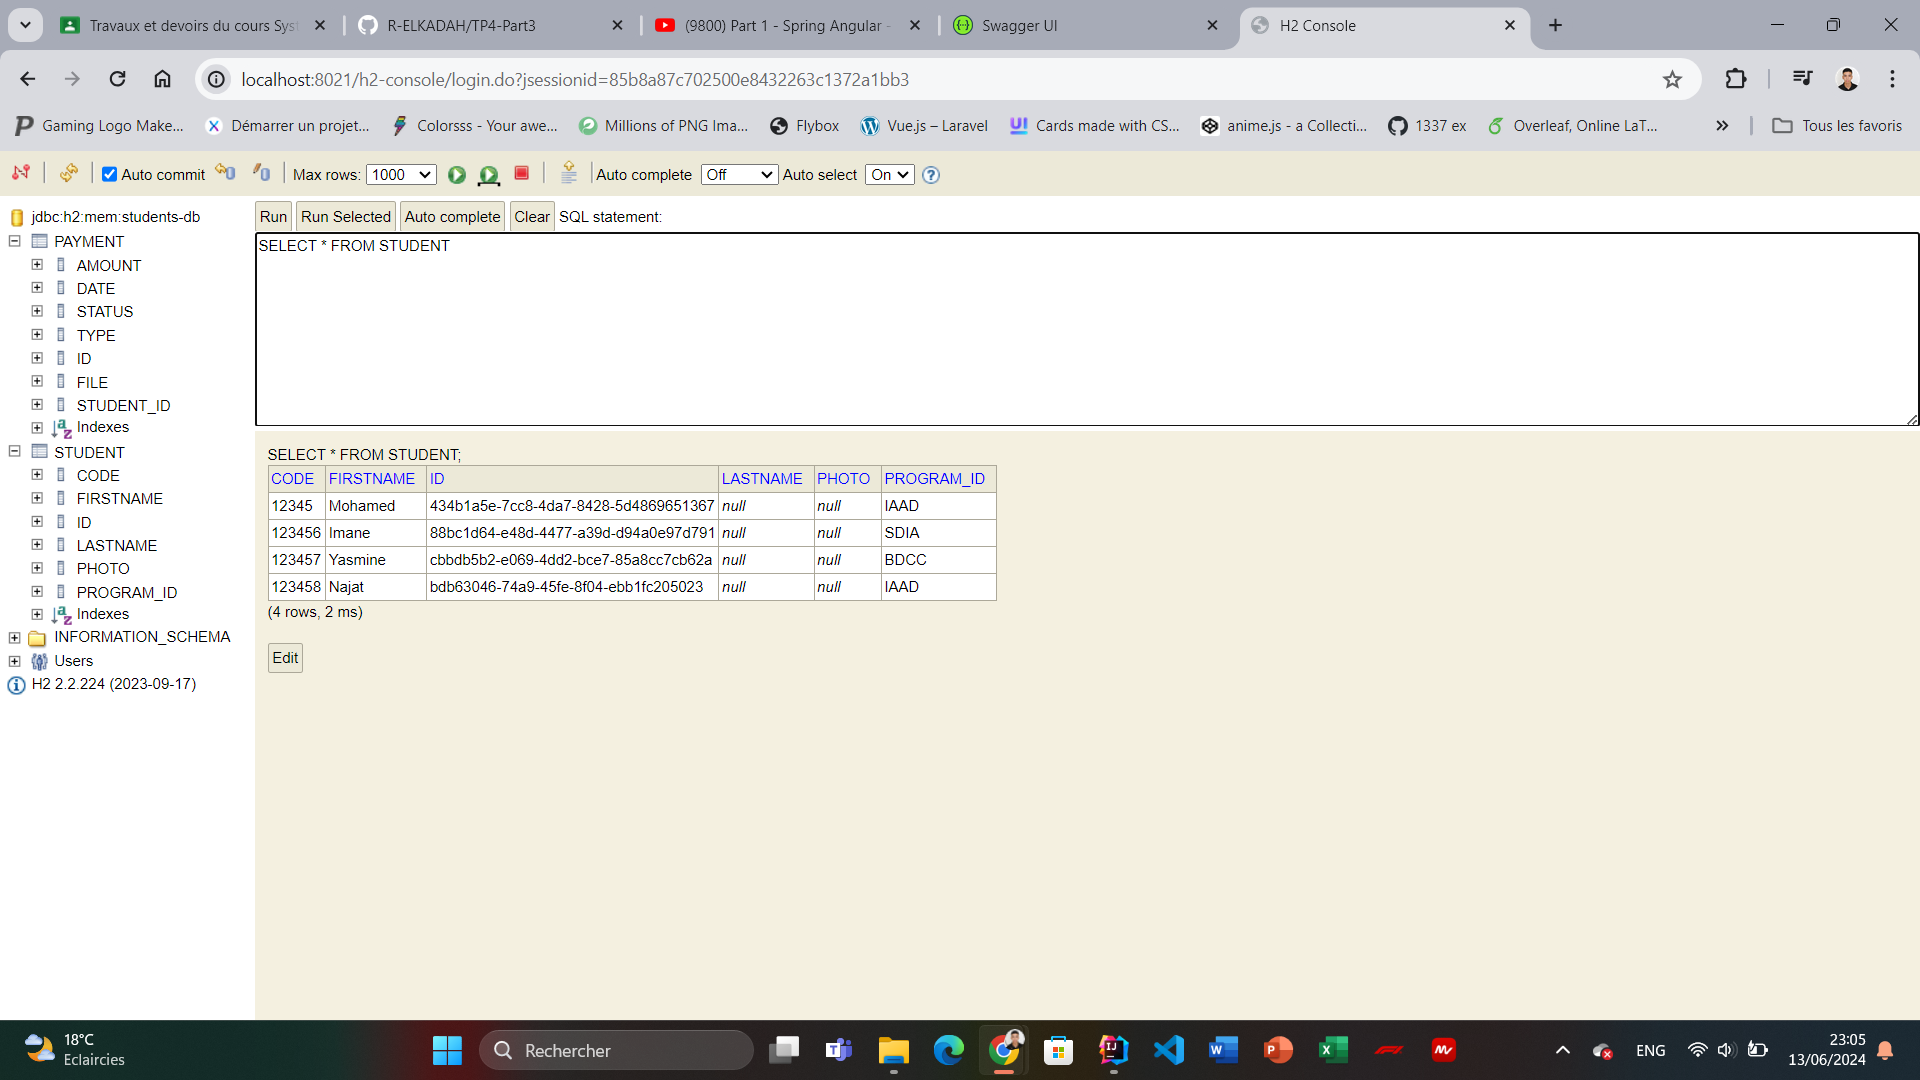 Travaux et devoirs du cours Syst
R-ELKADAH/TP4-Part3
(9800) Part 1 - Spring Angular -
Swagger UI
H2 Console
localhost:8021/h2-console/login.do?jsessionid=85b8a87c702500e8432263c1372a1bb3
Gaming Logo Make...
Démarrer un projet...
Colorsss - Your awe...
Millions of PNG Ima...
Flybox
Vue.js – Laravel
Cards made with CS...
anime.js - a Collecti...
1337 ex
Overleaf, Online LaT...
Tous les favoris
Auto commit
Max rows: 1000
Auto complete Off
Auto select On
jdbc:h2:mem:students-db
PAYMENT
AMOUNT
DATE
STATUS
TYPE
ID
FILE
STUDENT_ID
Indexes
STUDENT
CODE
FIRSTNAME
ID
LASTNAME
PHOTO
PROGRAM_ID
Indexes
INFORMATION_SCHEMA
Users
H2 2.2.224 (2023-09-17)
Run Run Selected Auto complete Clear SQL statement:
SELECT * FROM STUDENT
SELECT * FROM STUDENT;
CODE FIRSTNAME ID LASTNAME PHOTO PROGRAM_ID
12345 Mohamed 434b1a5e-7cc8-4da7-8428-5d4869651367 null null IAAD
123456 Imane 88bc1d64-e48d-4477-a39d-d94a0e97d791 null null SDIA
123457 Yasmine cbbdb5b2-e069-4dd2-bce7-85a8cc7cb62a null null BDCC
123458 Najat bdb63046-74a9-45fe-8f04-ebb1fc205023 null null IAAD
(4 rows, 2 ms)
Edit
18°C
Eclaircies
Rechercher
ENG
23:05
13/06/2024